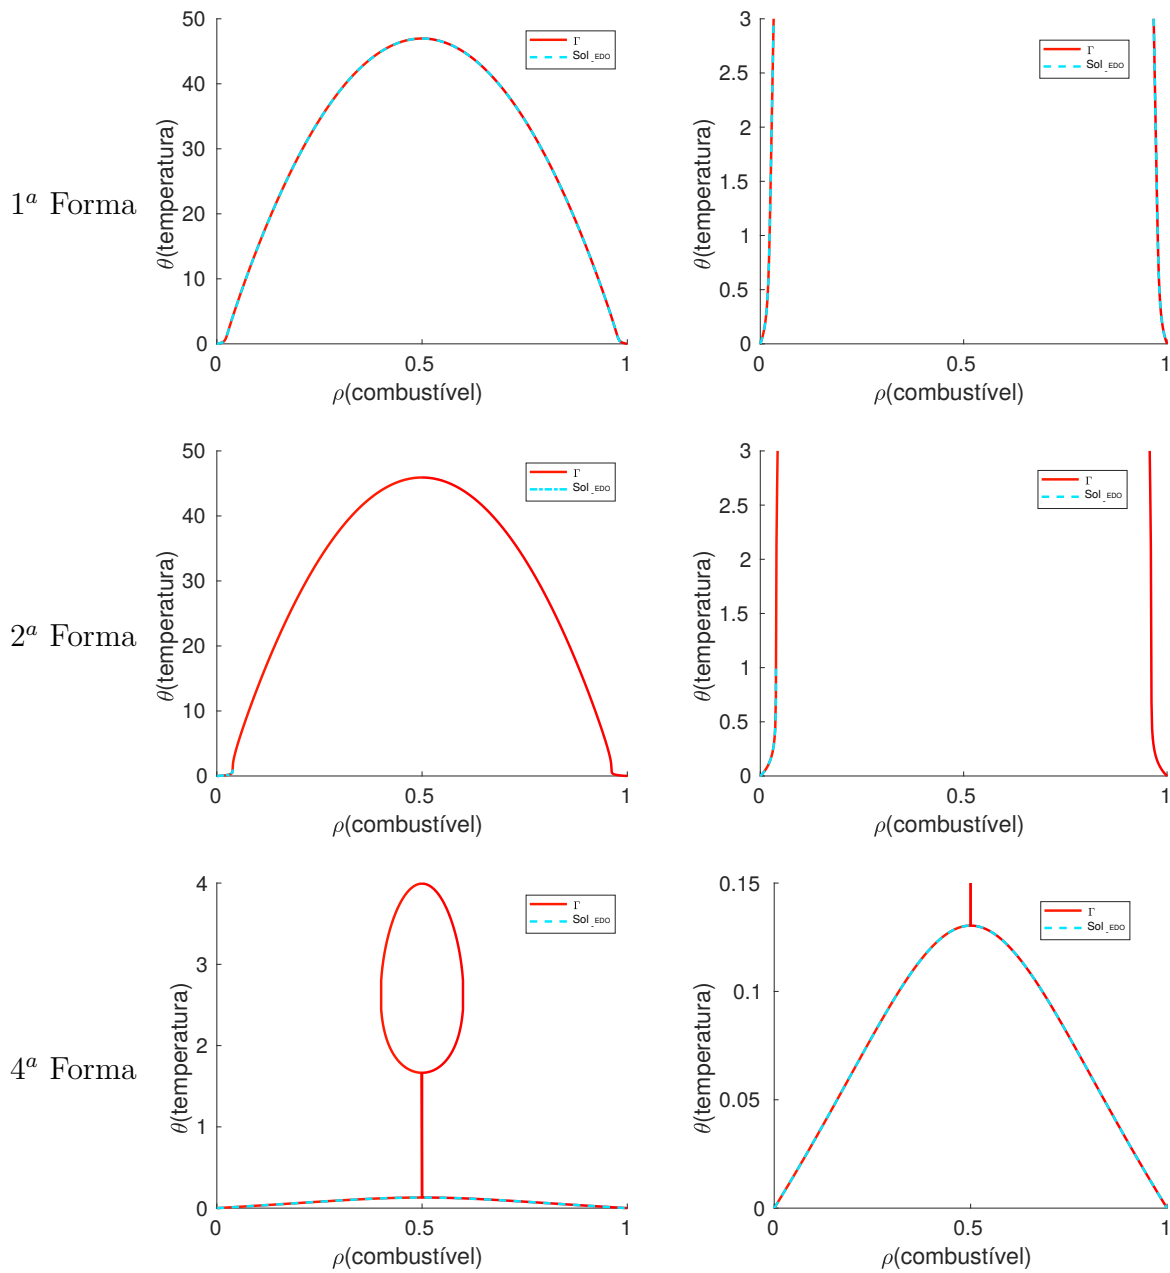 1ª Forma
θ(temperatura)
50
40
30
20
10
0
0 0.5 1
ρ(combustível)
Γ
Sol_EDO
θ(temperatura)
3
2.5
2
1.5
1
0.5
0
0 0.5 1
ρ(combustível)
Γ
Sol_EDO
2ª Forma
θ(temperatura)
50
40
30
20
10
0
0 0.5 1
ρ(combustível)
Γ
Sol_EDO
θ(temperatura)
3
2.5
2
1.5
1
0.5
0
0 0.5 1
ρ(combustível)
Γ
Sol_EDO
4ª Forma
θ(temperatura)
4
3
2
1
0
0 0.5 1
ρ(combustível)
Γ
Sol_EDO
θ(temperatura)
0.15
0.1
0.05
0
0 0.5 1
ρ(combustível)
Γ
Sol_EDO